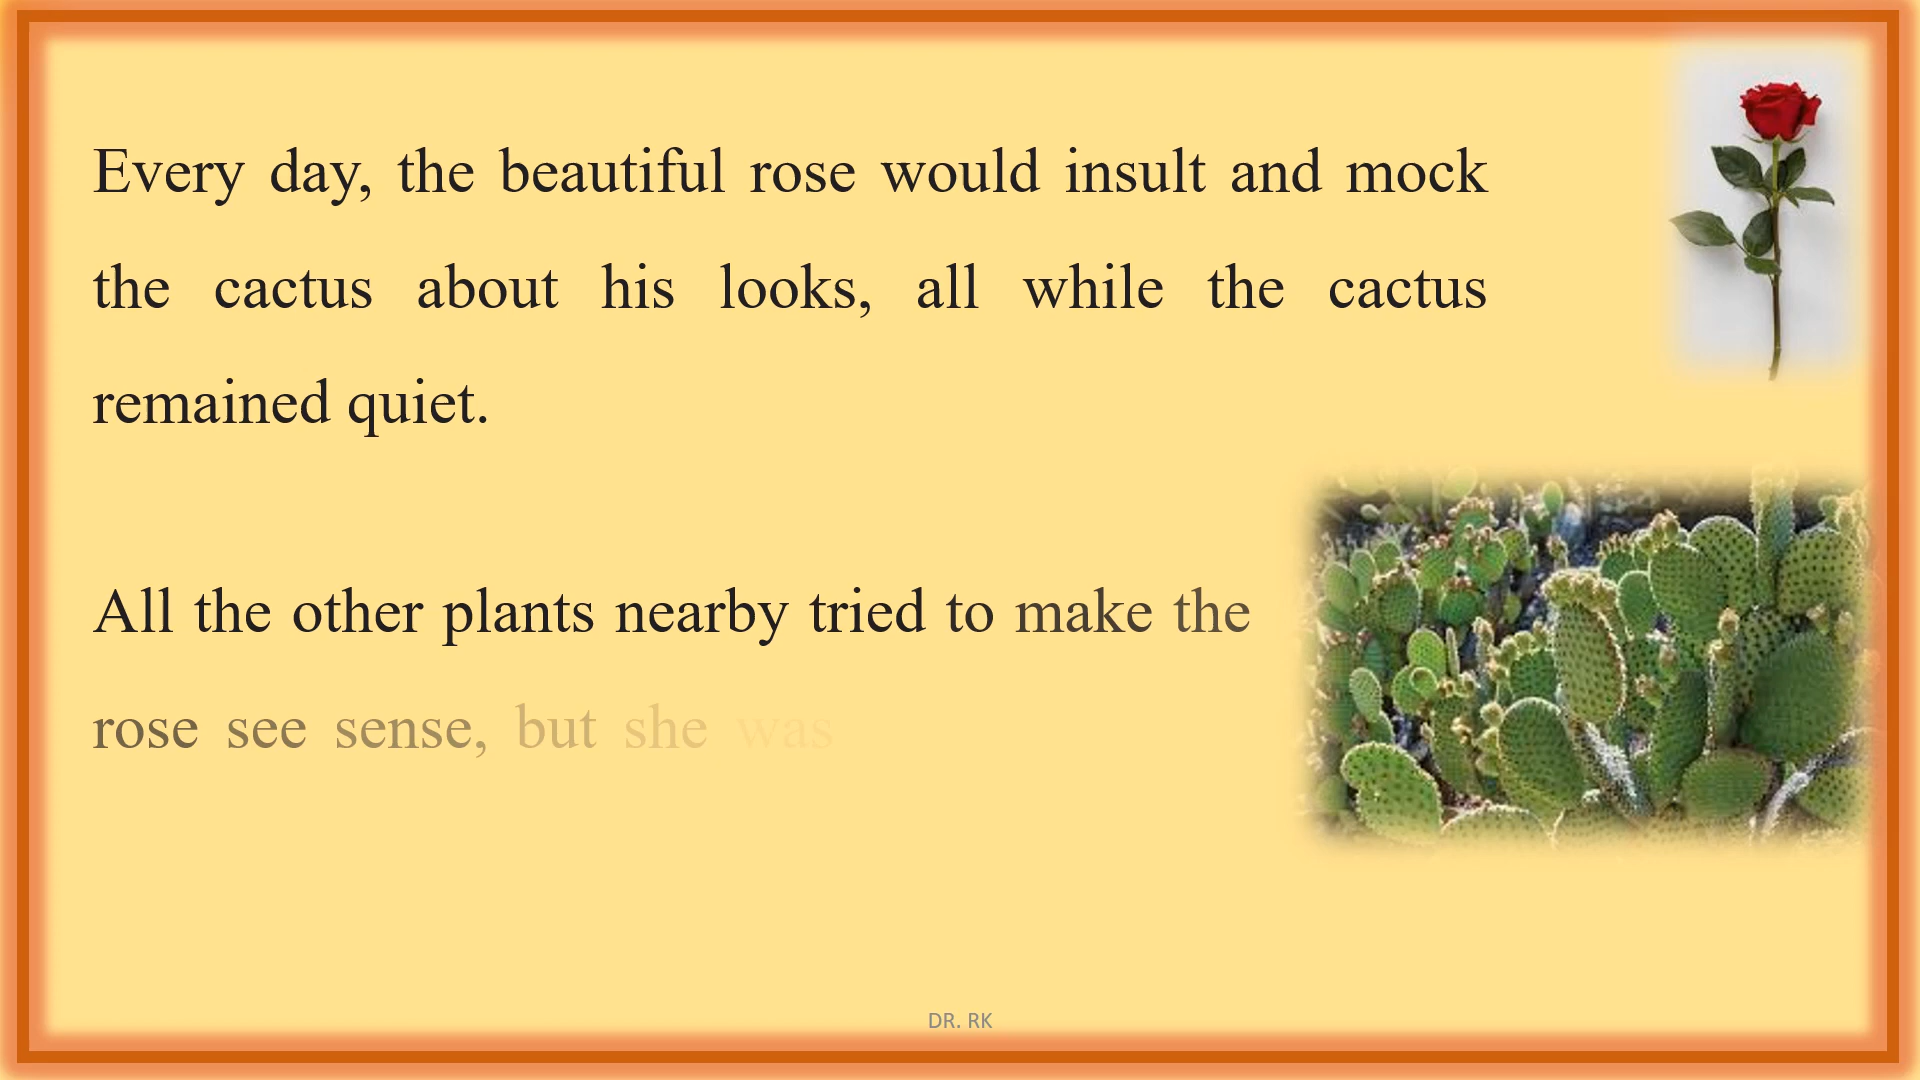 Every day, the beautiful rose would insult and mock
the cactus about his looks, all while the cactus
remained quiet.
All the other plants nearby tried to make the
rose see sense, but she was
DR. RK